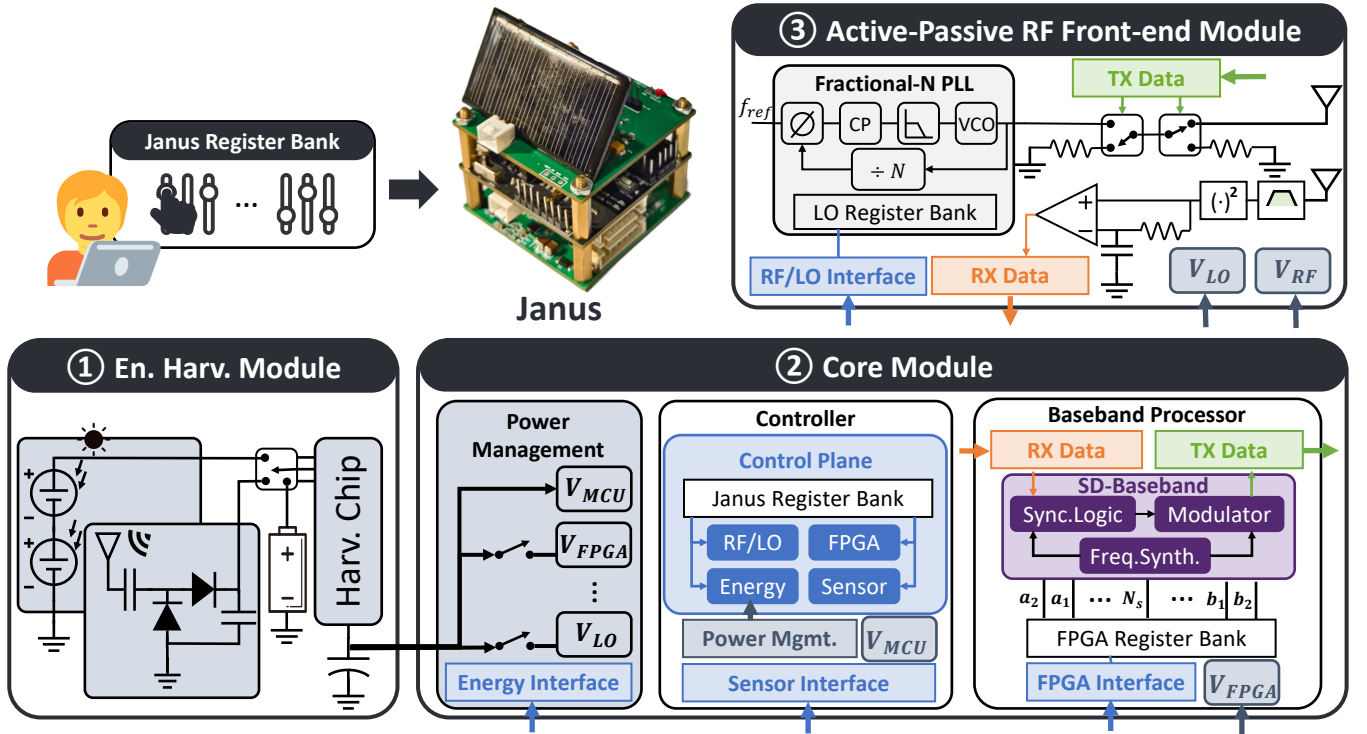 Janus Register Bank
...
Janus
③ Active-Passive RF Front-end Module
Fractional-N PLL
TX Data
f_ref
CP
VCO
÷ N
LO Register Bank
(·)²
+
−
RF/LO Interface
RX Data
V_LO
V_RF
① En. Harv. Module
+
−
+
−
+
−
Harv. Chip
② Core Module
Power
Management
V_MCU
V_FPGA
⋮
V_LO
Energy Interface
Controller
Control Plane
Janus Register Bank
RF/LO
FPGA
Energy
Sensor
Power Mgmt.
V_MCU
Sensor Interface
Baseband Processor
RX Data
TX Data
SD-Baseband
Sync.Logic
Modulator
Freq.Synth.
a₂ a₁ ... N_s ... b₁ b₂
FPGA Register Bank
FPGA Interface
V_FPGA